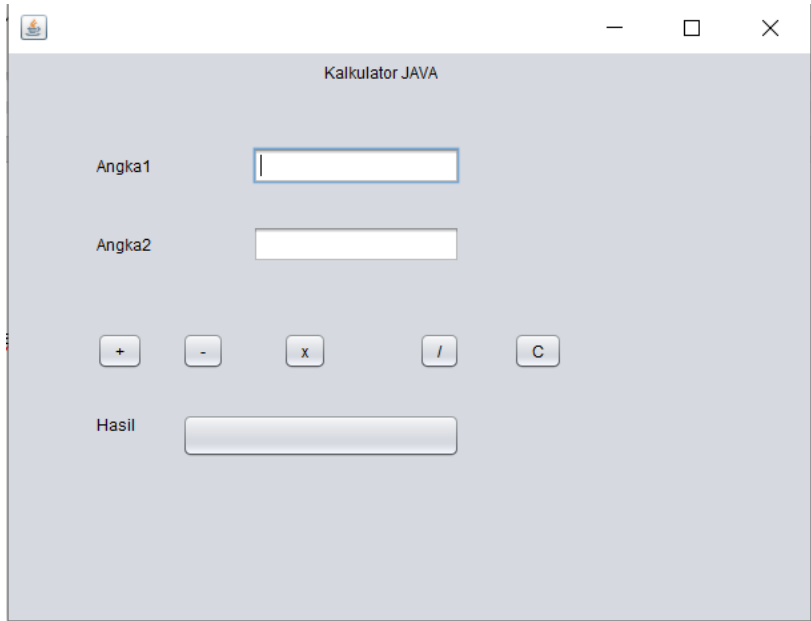 Kalkulator JAVA
Angka1
Angka2
+ - x / C
Hasil